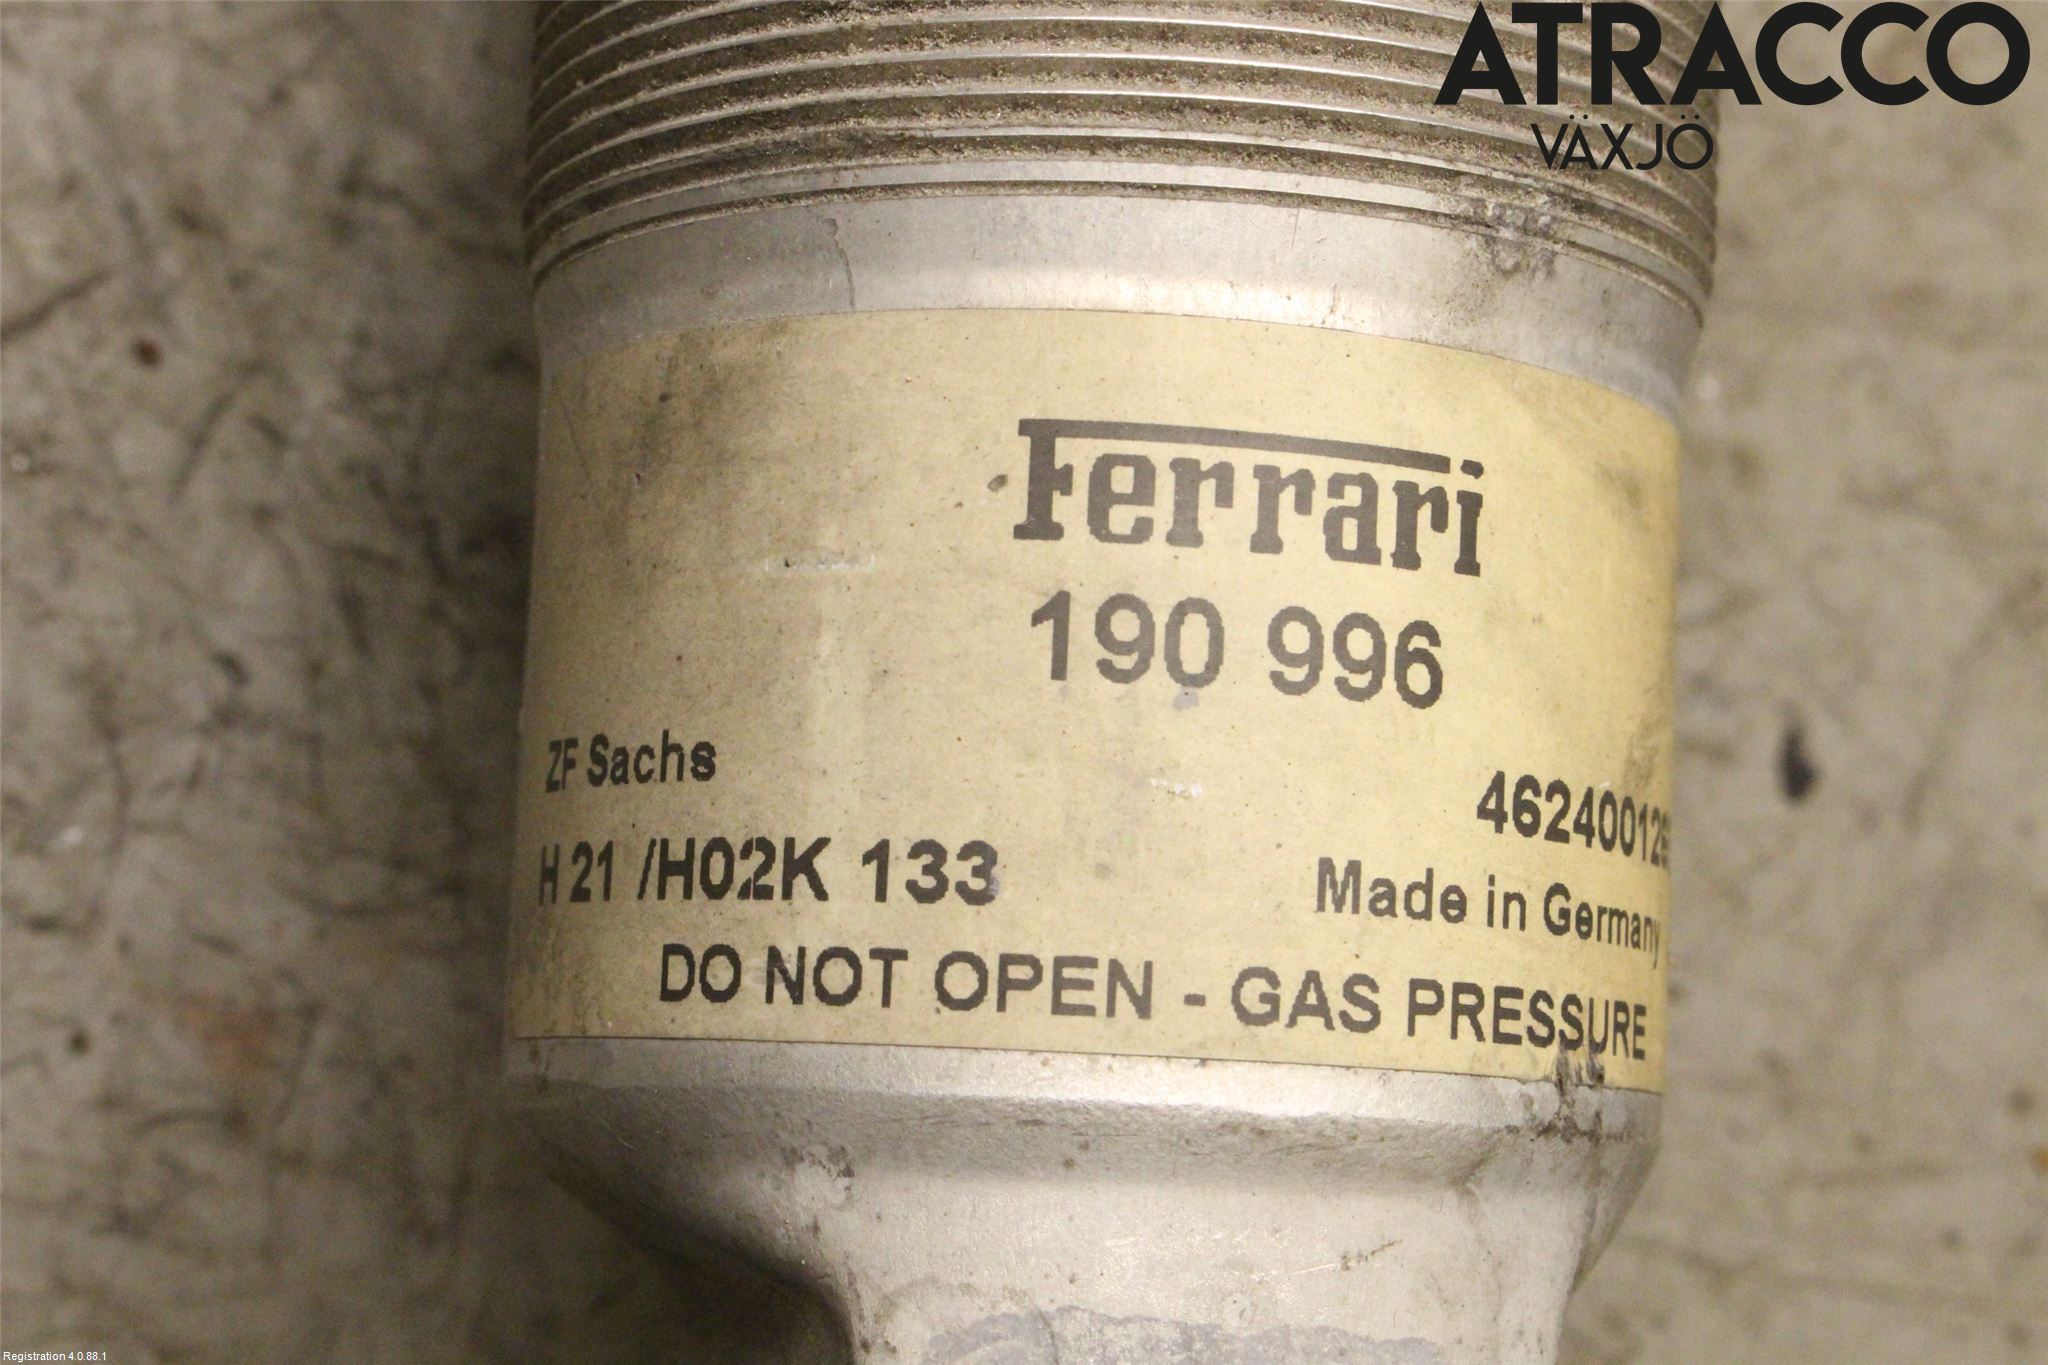 ATRACCO
VÄXJÖ
Ferrari
190 996
ZF Sachs
H 21 /H02K 133
Made in Germany
DO NOT OPEN - GAS PRESSURE
Registration 4.0.88.1